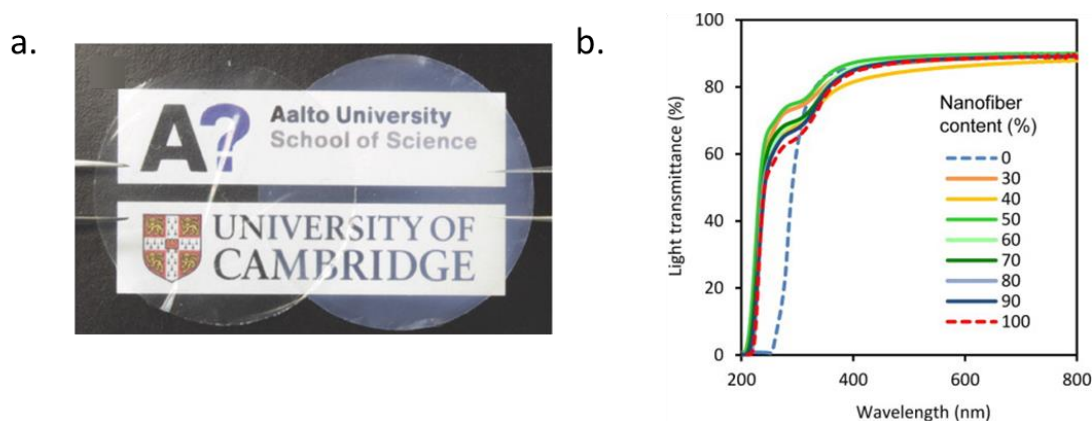 a.
A?
Aalto University
School of Science
UNIVERSITY OF
CAMBRIDGE
b.
100
80
60
40
20
0
Light transmittance (%)
Nanofiber
content (%)
0
30
40
50
60
70
80
90
100
200
400
600
800
Wavelength (nm)